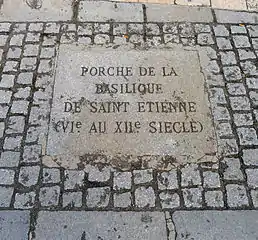 PORCHE DE LA
BASILIQUE
DE SAINT ETIENNE
(VIe AU XIIe SIECLE)